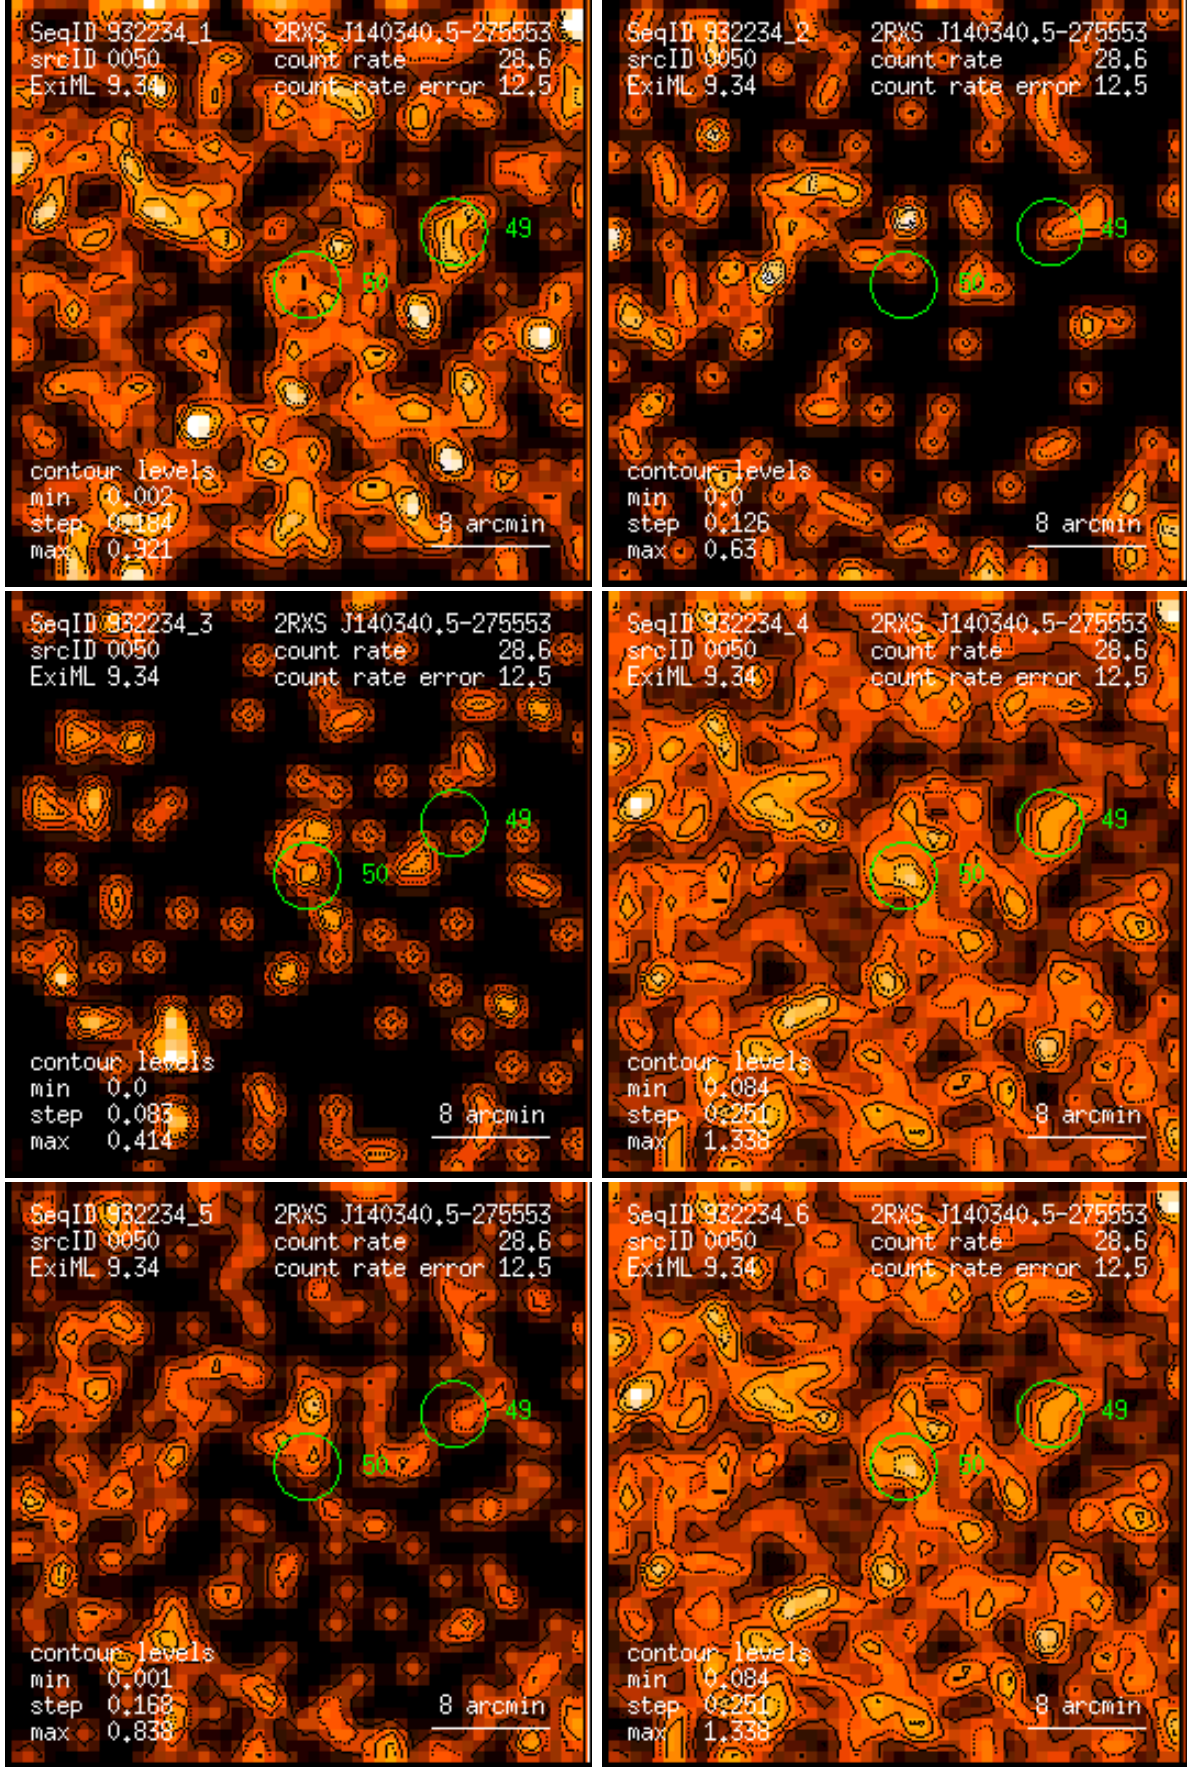 SeqID 932234_1 2RXS J140340.5-275553
srcID 0050 count rate 28.6
ExiML 9.34 count rate error 12.5
49
50
contour levels
min 0.002
step 0.184 8 arcmin
max 0.921
SeqID 932234_2 2RXS J140340.5-275553
srcID 0050 count rate 28.6
ExiML 9.34 count rate error 12.5
49
50
contour levels
min 0.0
step 0.126 8 arcmin
max 0.63
SeqID 932234_3 2RXS J140340.5-275553
srcID 0050 count rate 28.6
ExiML 9.34 count rate error 12.5
49
50
contour levels
min 0.0
step 0.083 8 arcmin
max 0.414
SeqID 932234_4 2RXS J140340.5-275553
srcID 0050 count rate 28.6
ExiML 9.34 count rate error 12.5
49
50
contour levels
min 0.084
step 0.251 8 arcmin
max 1.338
SeqID 932234_5 2RXS J140340.5-275553
srcID 0050 count rate 28.6
ExiML 9.34 count rate error 12.5
49
50
contour levels
min 0.001
step 0.168 8 arcmin
max 0.838
SeqID 932234_6 2RXS J140340.5-275553
srcID 0050 count rate 28.6
ExiML 9.34 count rate error 12.5
49
50
contour levels
min 0.084
step 0.251 8 arcmin
max 1.338